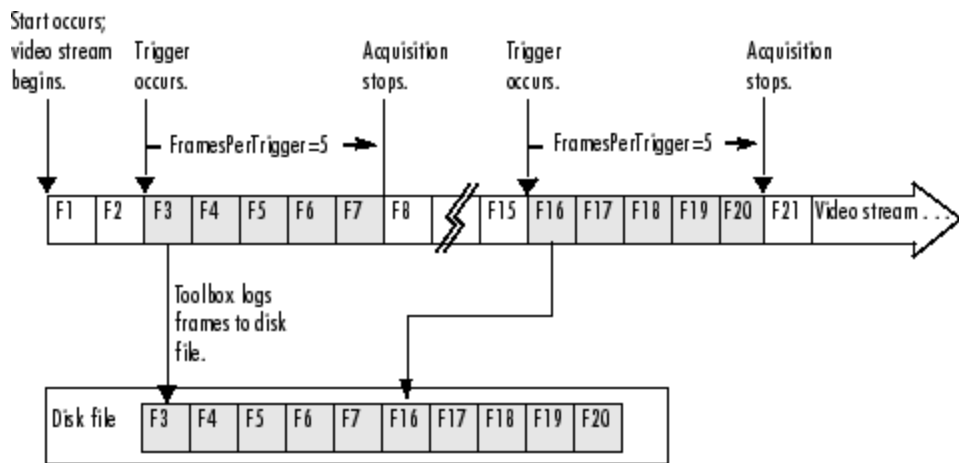 Start occurs;
video stream
begins.
Trigger
occurs.
Acquisition
stops.
Trigger
occurs.
Acquisition
stops.
FramesPerTrigger=5
FramesPerTrigger=5
F1 F2 F3 F4 F5 F6 F7 F8 F15 F16 F17 F18 F19 F20 F21 Video stream . . .
Toolbox logs
frames to disk
file.
Disk file F3 F4 F5 F6 F7 F16 F17 F18 F19 F20